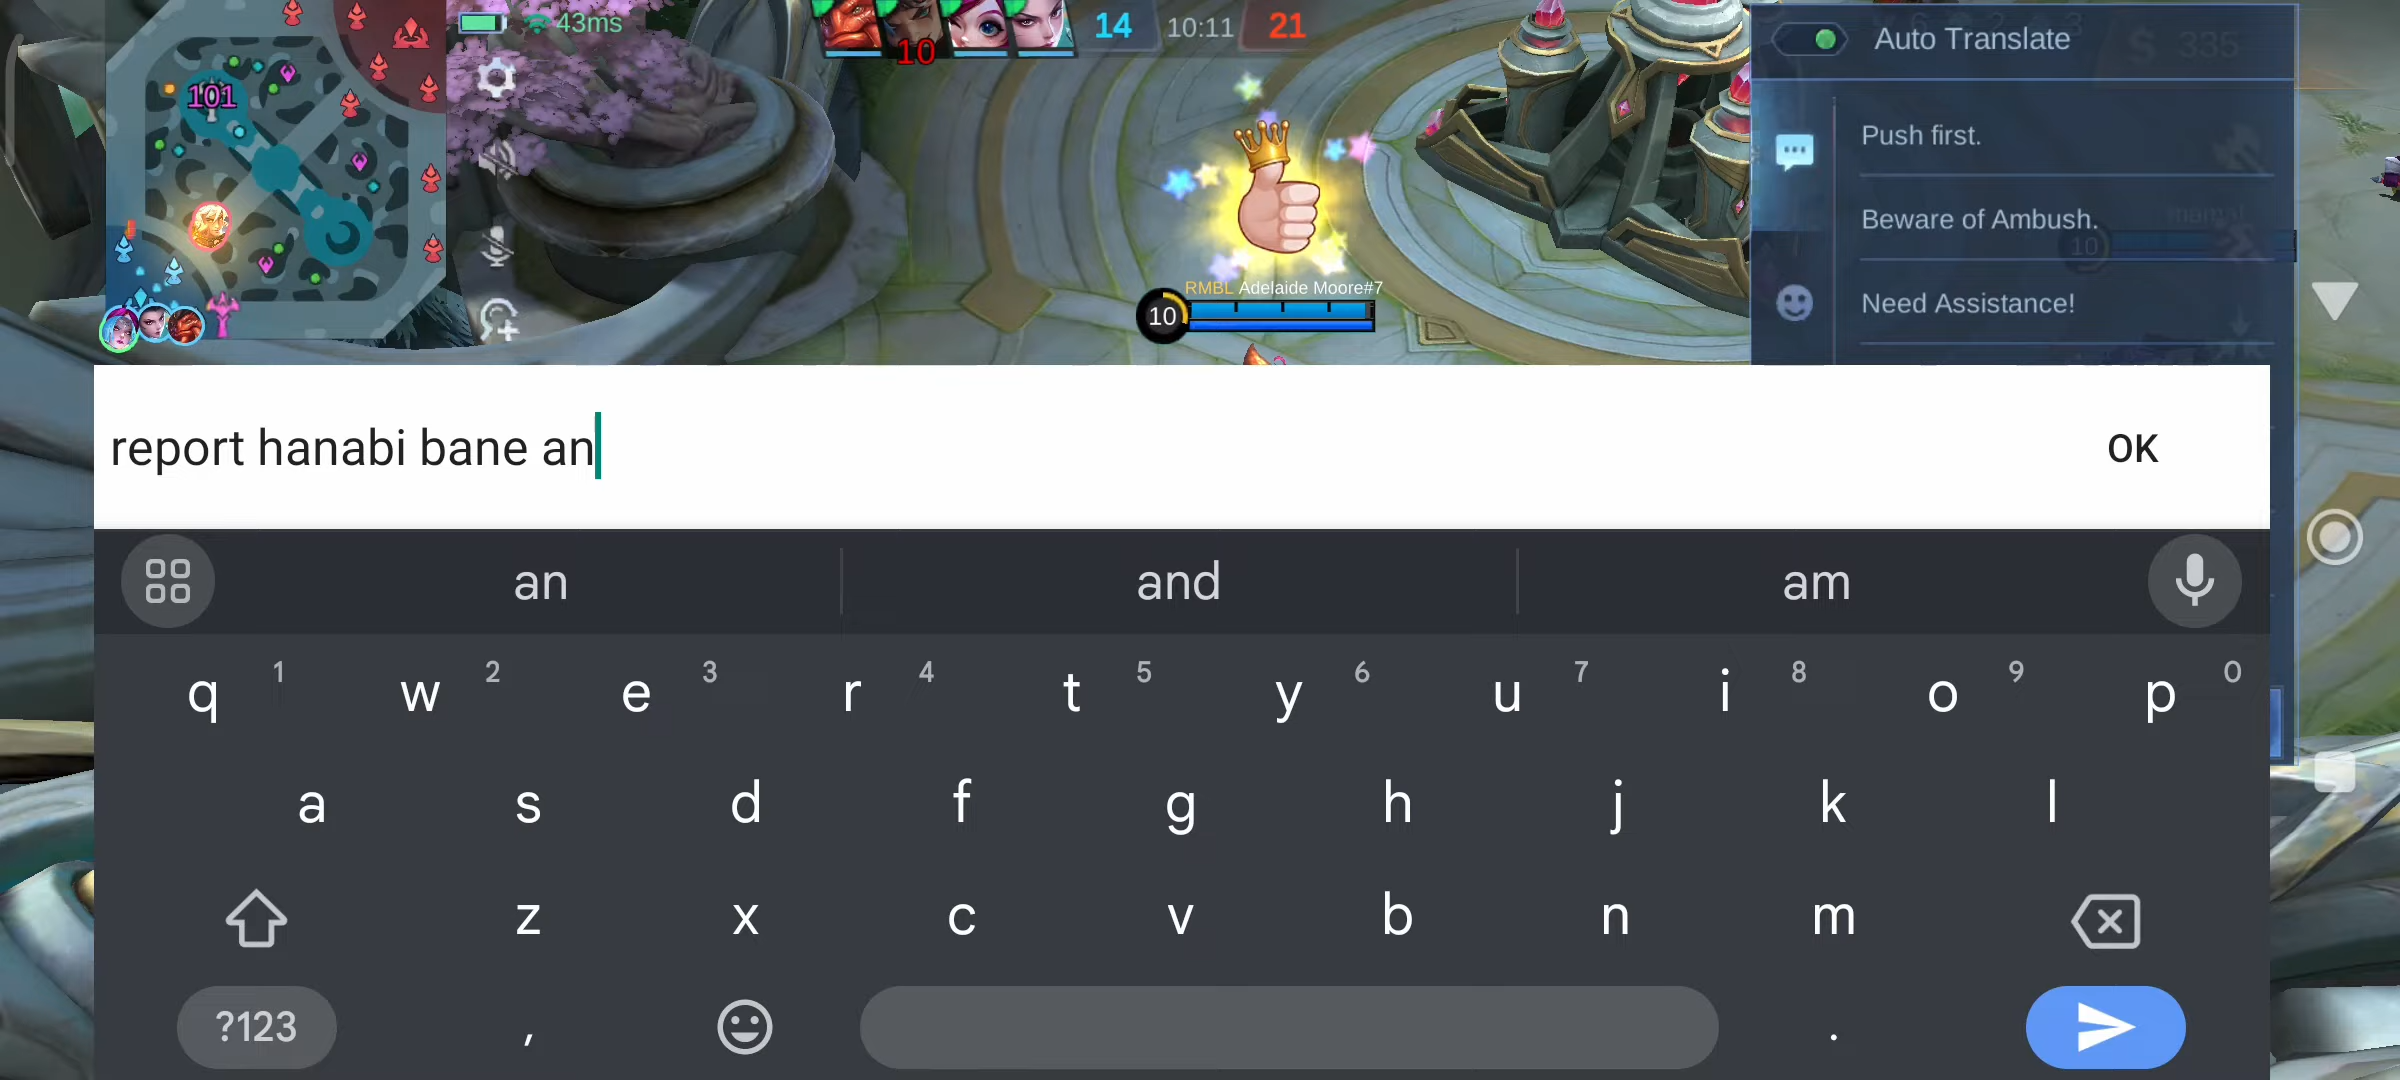 43ms
101
10
14 10:11 21
Auto Translate
335
Push first.
Beware of Ambush.
10
Need Assistance!
RMBL Adelaide Moore#7
10
report hanabi bane an
OK
an and am
q 1 w 2 e 3 r 4 t 5 y 6 u 7 i 8 o 9 p 0
a s d f g h j k l
z x c v b n m
?123 , .